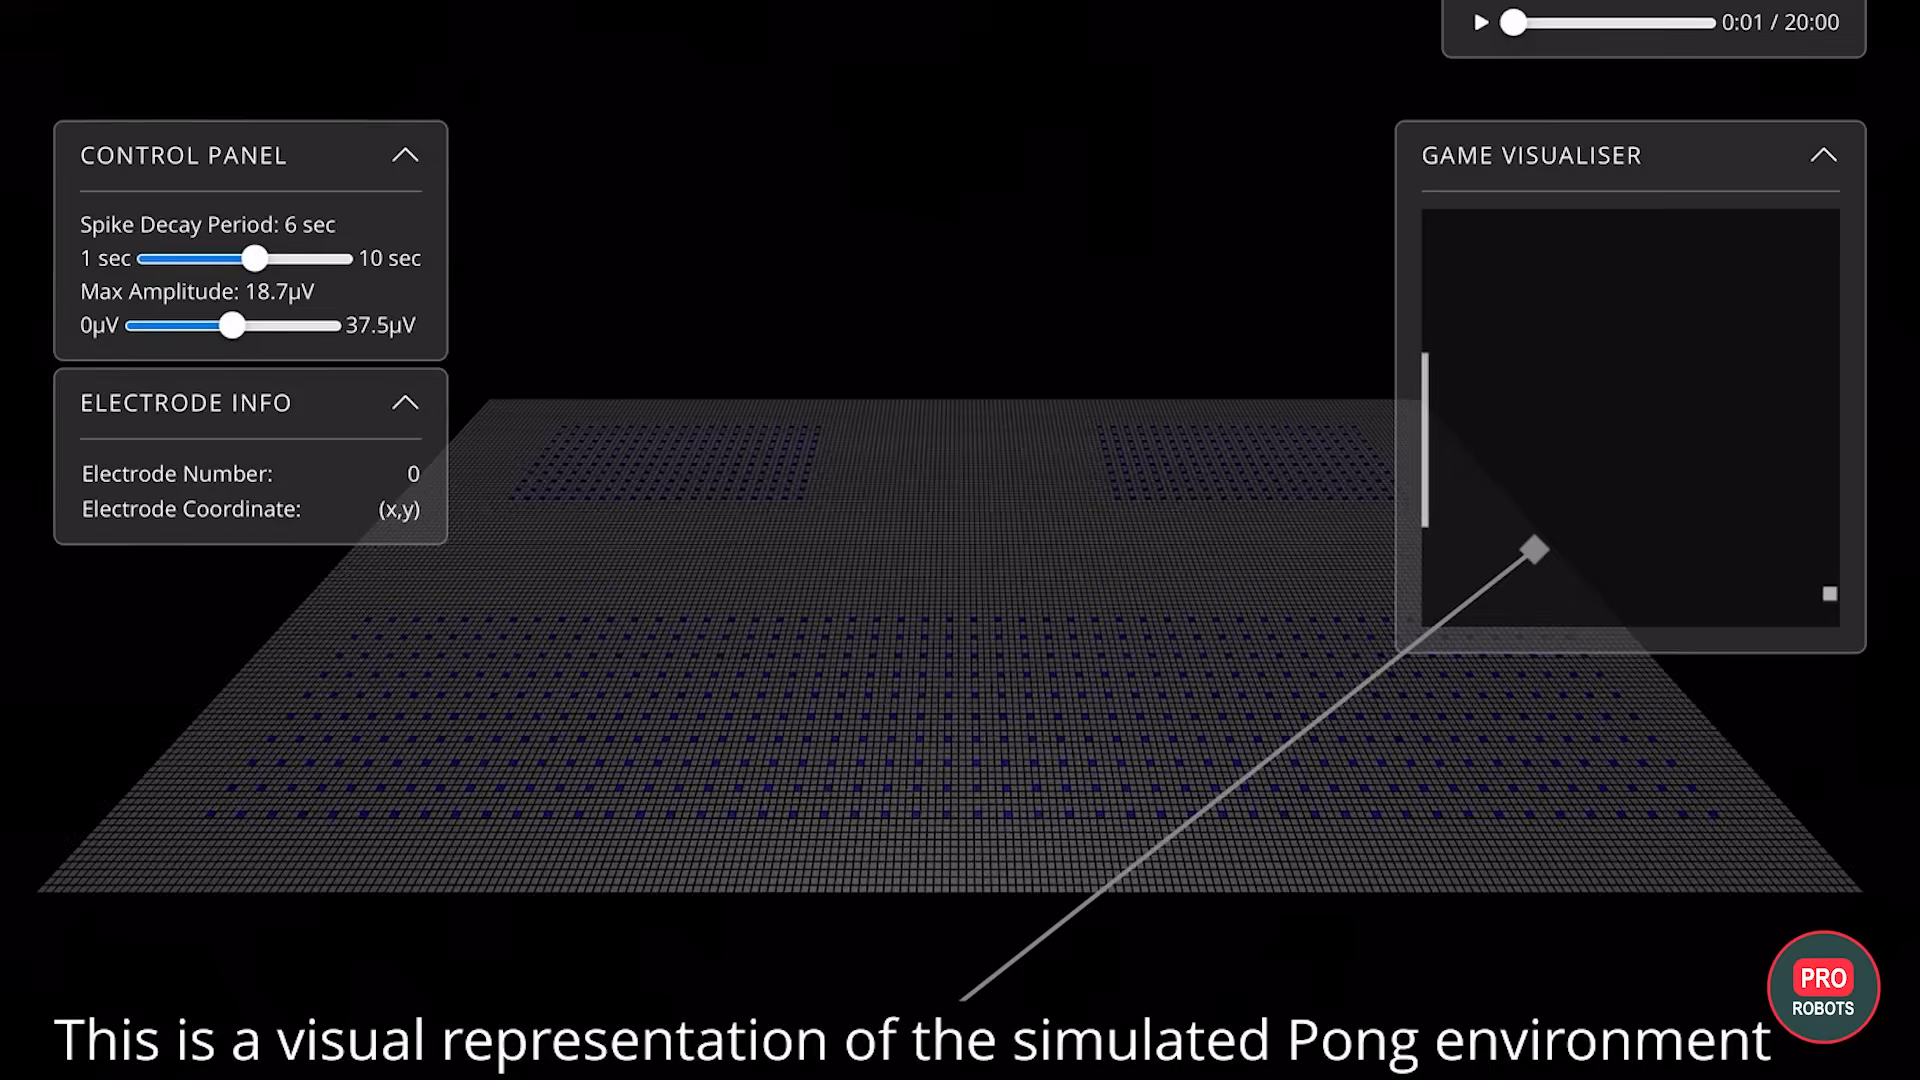 0:01 / 20:00
CONTROL PANEL
Spike Decay Period: 6 sec
1 sec 10 sec
Max Amplitude: 18.7µV
0µV 37.5µV
ELECTRODE INFO
Electrode Number: 0
Electrode Coordinate: (x,y)
GAME VISUALISER
PRO
ROBOTS
This is a visual representation of the simulated Pong environment